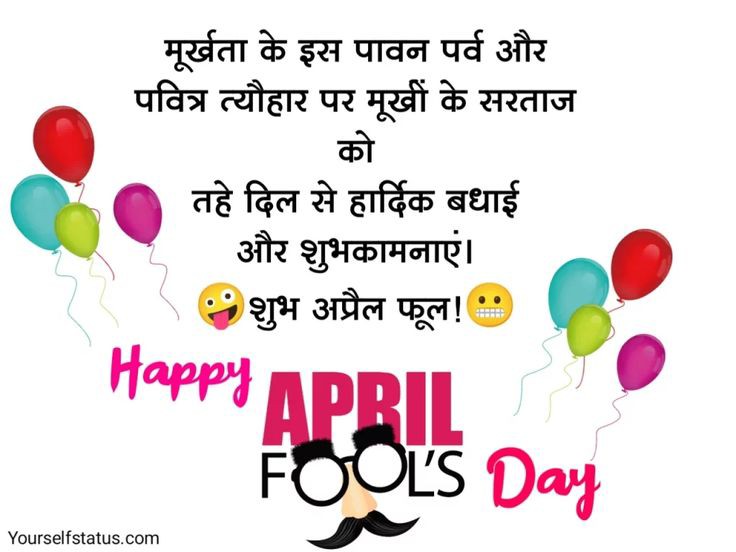 मूर्खता के इस पावन पर्व और
पवित्र त्यौहार पर मूर्खों के सरताज
को
तहे दिल से हार्दिक बधाई
और शुभकामनाएं।
🤪शुभ अप्रैल फूल!😬
Happy APRIL
FOOL'S Day
Yourselfstatus.com